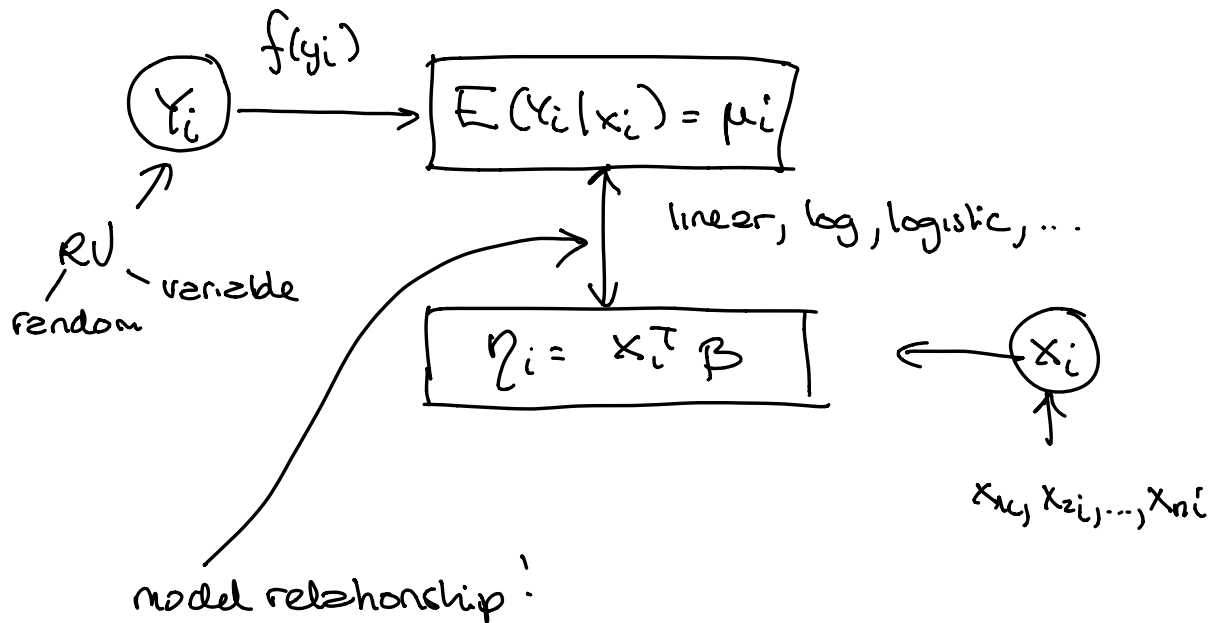 f(yi)
Yi
E(Yi|xi) = μi
linear, log, logistic, ...
RV
variable
random
ηi = xiᵀ β
xi
x1i, x2i, ..., xni
model relationship!